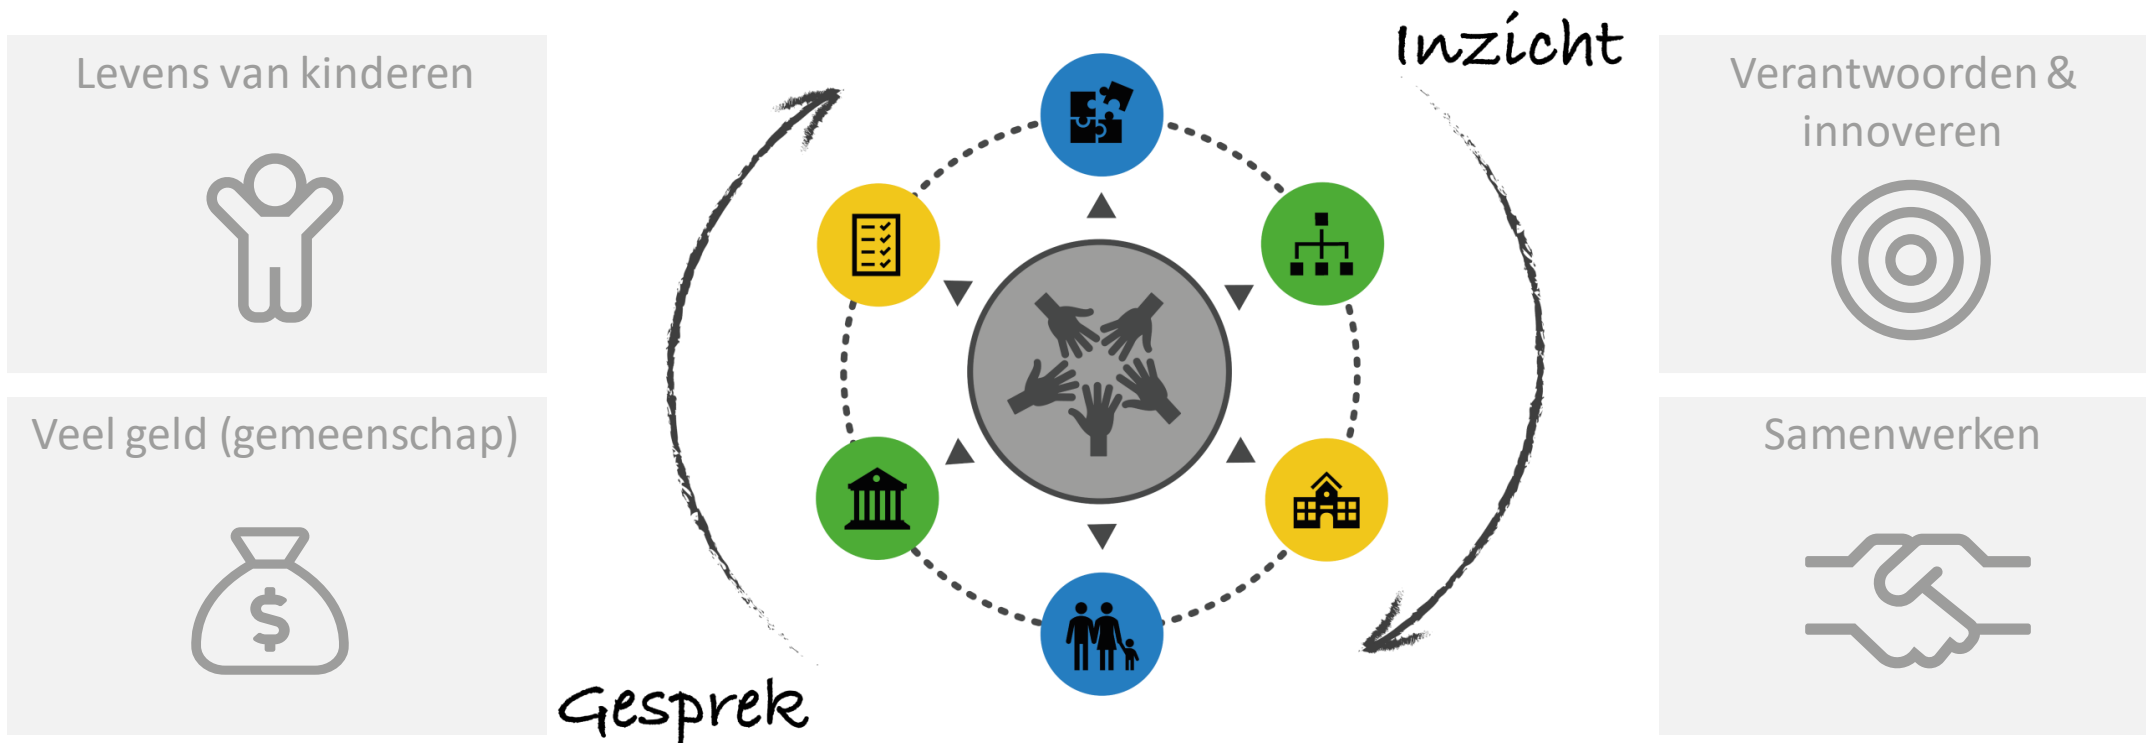 Levens van kinderen
Veel geld (gemeenschap)
$
Gesprek
Inzicht
Verantwoorden &
innoveren
Samenwerken